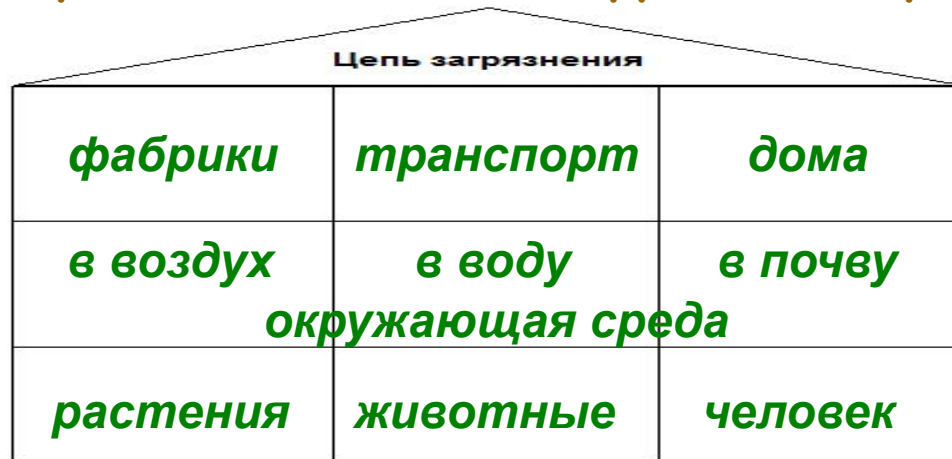 Цепь загрязнения
фабрики транспорт дома
в воздух в воду в почву
окружающая среда
растения животные человек